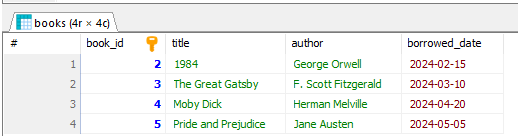 books (4r × 4c)
# book_id title author borrowed_date
1 2 1984 George Orwell 2024-02-15
2 3 The Great Gatsby F. Scott Fitzgerald 2024-03-10
3 4 Moby Dick Herman Melville 2024-04-20
4 5 Pride and Prejudice Jane Austen 2024-05-05